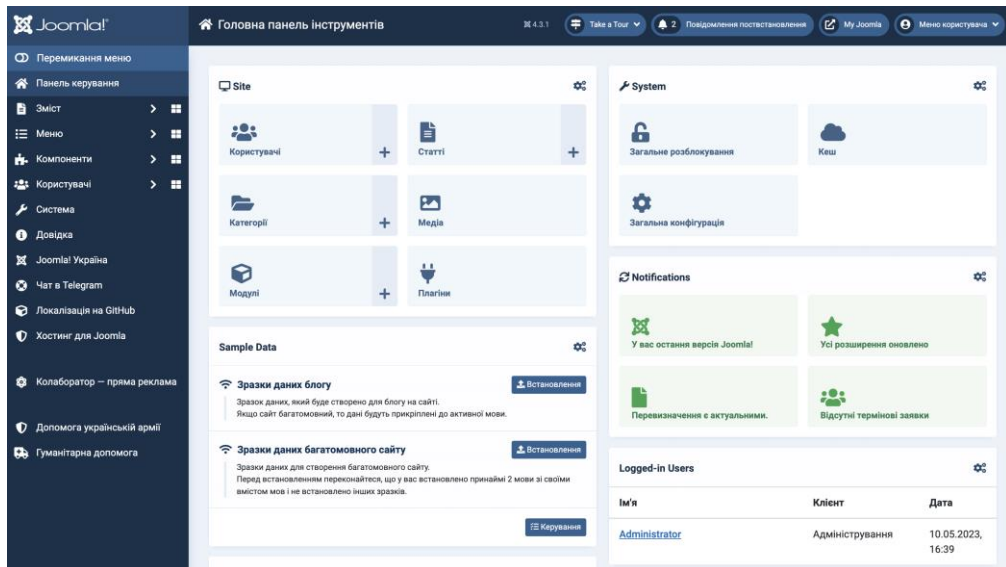 Joomla!®
Головна панель інструментів
4.3.1
Take a Tour
2 Повідомлення поствстановлення
My Joomla
Меню користувача
Перемикання меню
Панель керування
Зміст
Меню
Компоненти
Користувачі
Система
Довідка
Joomla! Україна
Чат в Telegram
Локалізація на GitHub
Хостинг для Joomla
Колаборатор — пряма реклама
Допомога українській армії
Гуманітарна допомога
Site
Користувачі
+
Статті
+
Категорії
+
Медіа
Модулі
+
Плагіни
Sample Data
Зразки даних блогу
Встановлення
Зразок даних, який буде створено для блогу на сайті.
Якщо сайт багатомовний, то дані будуть прикріплені до активної мови.
Зразки даних багатомовного сайту
Встановлення
Зразки даних для створення багатомовного сайту.
Перед встановленням переконайтеся, що у вас встановлено принаймі 2 мови зі своїми
вмістом мов і не встановлено інших зразків.
Керування
System
Загальне розблокування
Кеш
Загальна конфігурація
Notifications
У вас остання версія Joomla!
Усі розширення оновлено
Перевизначення є актуальними.
Відсутні термінові заявки
Logged-in Users
Ім'я Клієнт Дата
Administrator Адміністрування 10.05.2023,
16:39